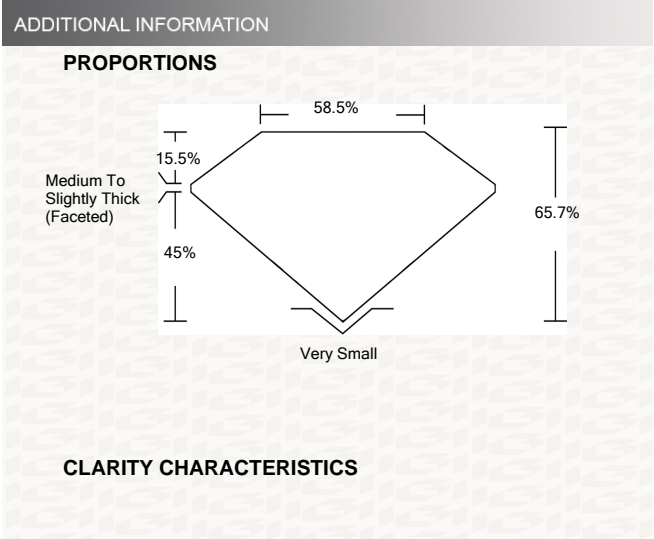 ADDITIONAL INFORMATION
PROPORTIONS
58.5%
15.5%
Medium To
Slightly Thick
(Faceted)
65.7%
45%
Very Small
CLARITY CHARACTERISTICS